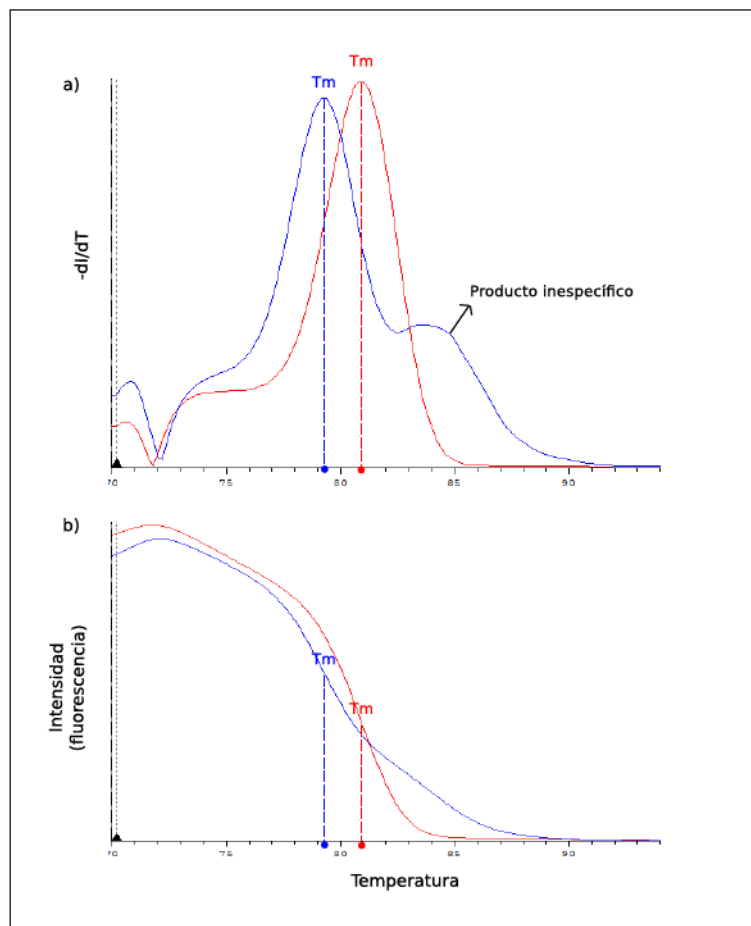 a)
Tm
Tm
-dI/dT
Producto inespecífico
70 75 80 85 90
b)
Tm
Tm
Intensidad
(fluorescencia)
70 75 80 85 90
Temperatura